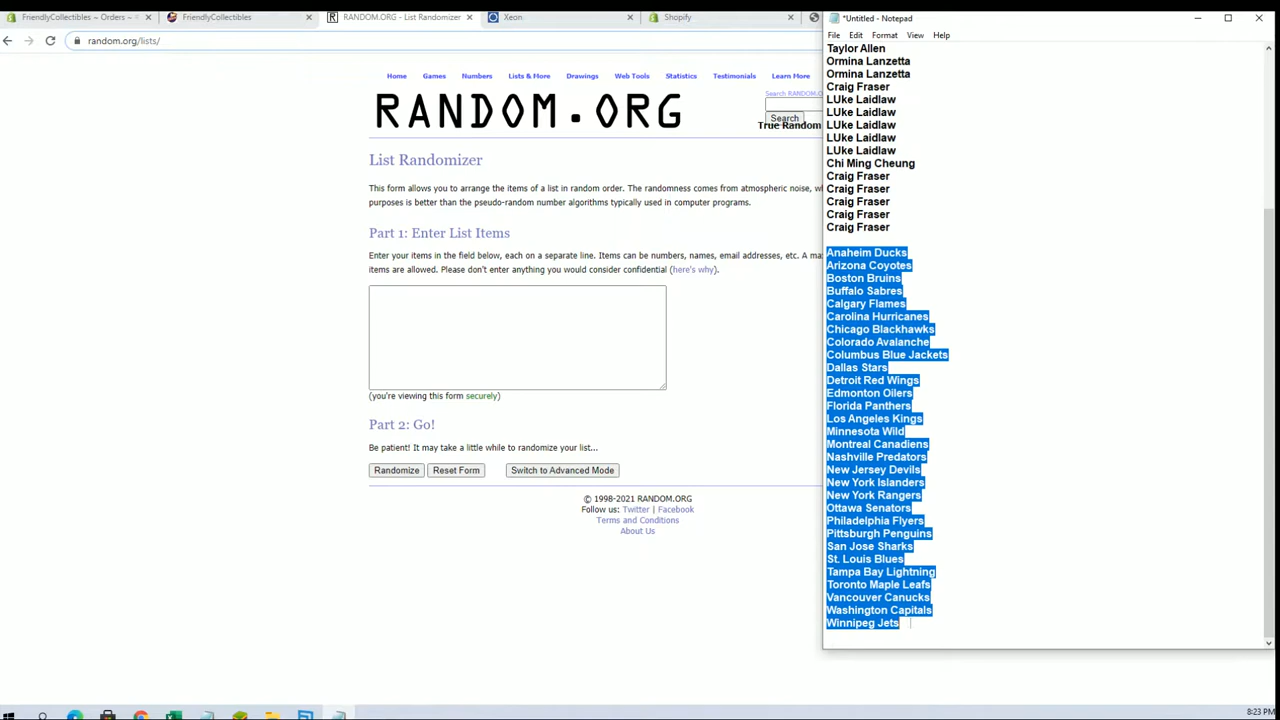 FriendlyCollectibles ~ Orders ~
FriendlyCollectibles
RANDOM.ORG - List Randomizer
Xeon
Shopify
random.org/lists/
Home Games Numbers Lists & More Drawings Web Tools Statistics Testimonials Learn More
Search RANDOM.O
RANDOM.ORG
Search
True Random
List Randomizer
This form allows you to arrange the items of a list in random order. The randomness comes from atmospheric noise, wh
purposes is better than the pseudo-random number algorithms typically used in computer programs.
Part 1: Enter List Items
Enter your items in the field below, each on a separate line. Items can be numbers, names, email addresses, etc. A ma
items are allowed. Please don't enter anything you would consider confidential (here's why).
(you're viewing this form securely)
Part 2: Go!
Be patient! It may take a little while to randomize your list...
Randomize Reset Form Switch to Advanced Mode
© 1998-2021 RANDOM.ORG
Follow us: Twitter | Facebook
Terms and Conditions
About Us
*Untitled - Notepad
File Edit Format View Help
Taylor Allen
Ormina Lanzetta
Ormina Lanzetta
Craig Fraser
LUke Laidlaw
LUke Laidlaw
LUke Laidlaw
LUke Laidlaw
LUke Laidlaw
Chi Ming Cheung
Craig Fraser
Craig Fraser
Craig Fraser
Craig Fraser
Craig Fraser
Anaheim Ducks
Arizona Coyotes
Boston Bruins
Buffalo Sabres
Calgary Flames
Carolina Hurricanes
Chicago Blackhawks
Colorado Avalanche
Columbus Blue Jackets
Dallas Stars
Detroit Red Wings
Edmonton Oilers
Florida Panthers
Los Angeles Kings
Minnesota Wild
Montreal Canadiens
Nashville Predators
New Jersey Devils
New York Islanders
New York Rangers
Ottawa Senators
Philadelphia Flyers
Pittsburgh Penguins
San Jose Sharks
St. Louis Blues
Tampa Bay Lightning
Toronto Maple Leafs
Vancouver Canucks
Washington Capitals
Winnipeg Jets
8:23 PM